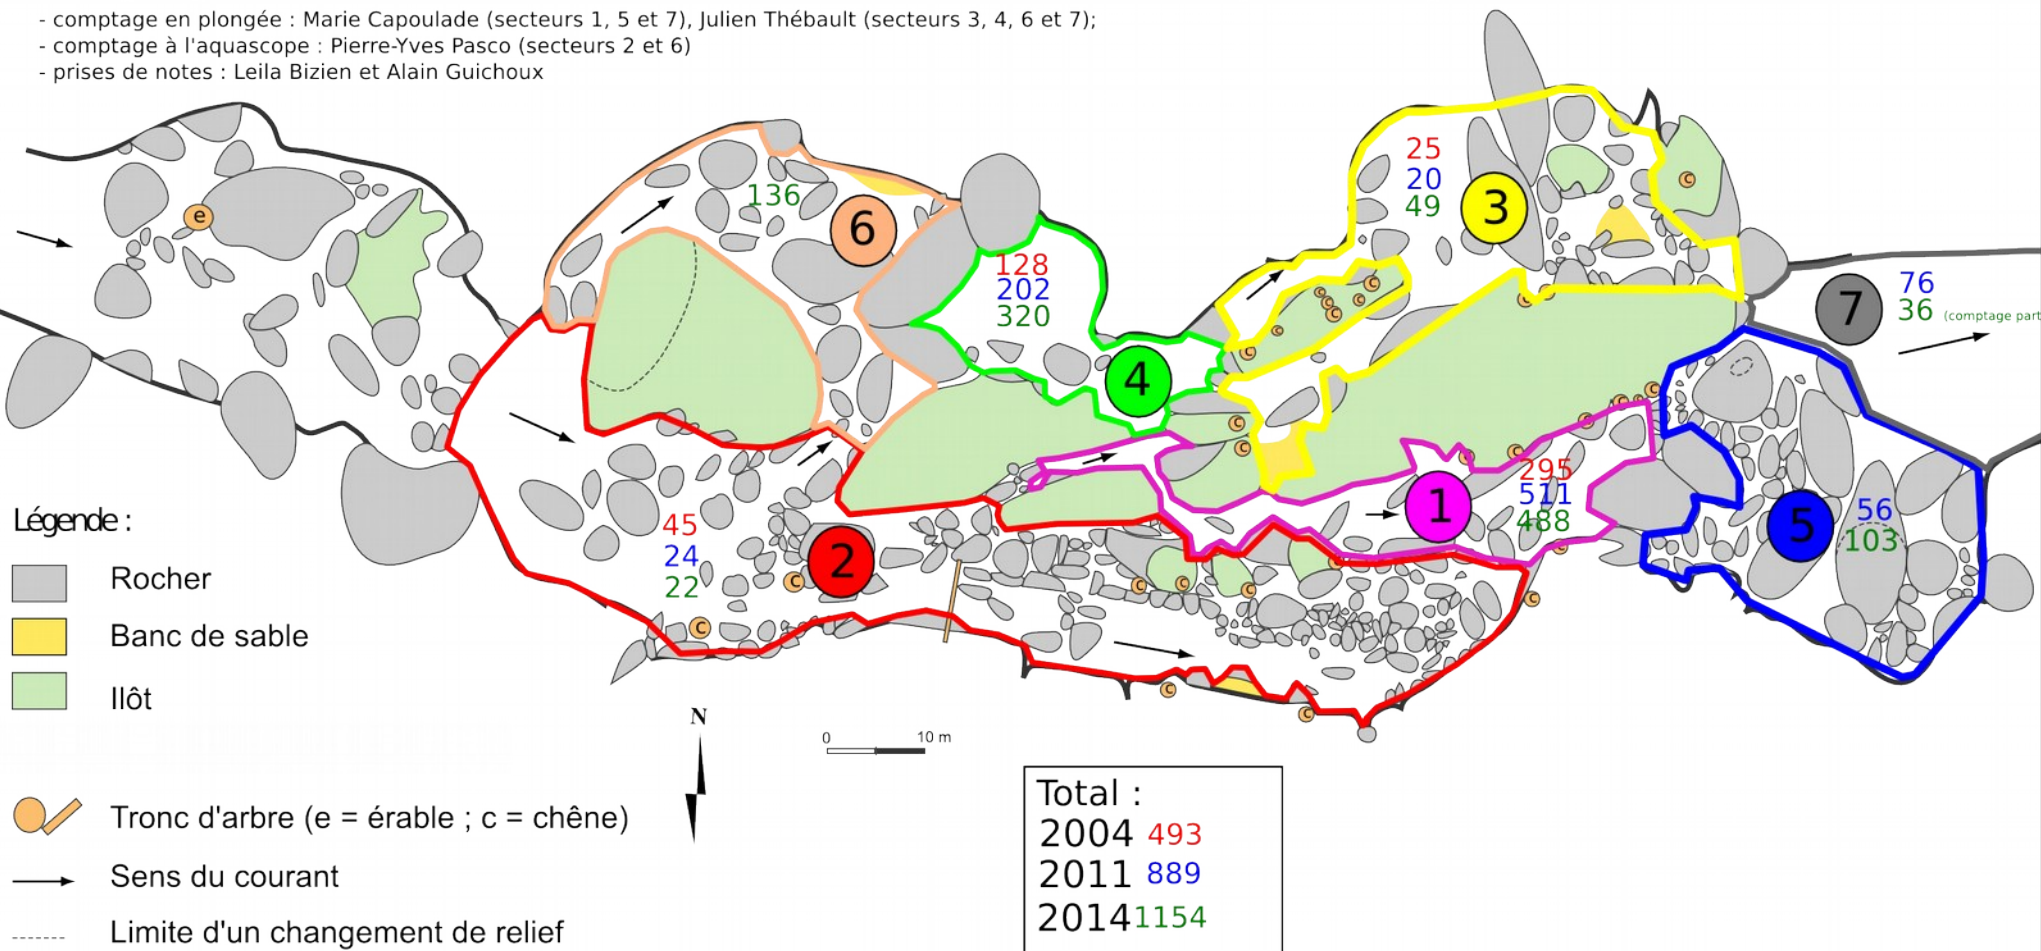 - comptage en plongée : Marie Capoulade (secteurs 1, 5 et 7), Julien Thébault (secteurs 3, 4, 6 et 7);
- comptage à l'aquascope : Pierre-Yves Pasco (secteurs 2 et 6)
- prises de notes : Leila Bizien et Alain Guichoux
e
136
6
128
202
320
4
25
20
49
3
c
c
c
c
c
c
c
c
c
c
c
7
76
36 (comptage part
c
c
c
c
c
c
c
c
c
295
511
488
1
c
5
56
103
45
24
22
2
c
c
c
c
c
c
c
c
c
Légende :
Rocher
Banc de sable
Ilôt
Tronc d'arbre (e = érable ; c = chêne)
Sens du courant
Limite d'un changement de relief
N
0 10 m
Total :
2004 493
2011 889
2014 1154